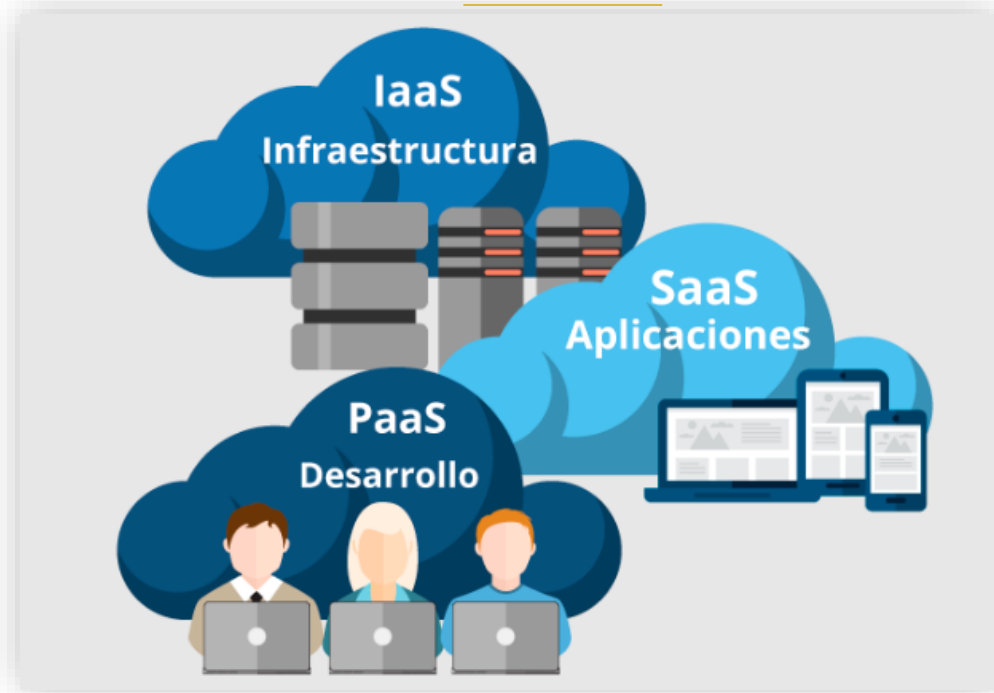 IaaS
Infraestructura
SaaS
Aplicaciones
PaaS
Desarrollo